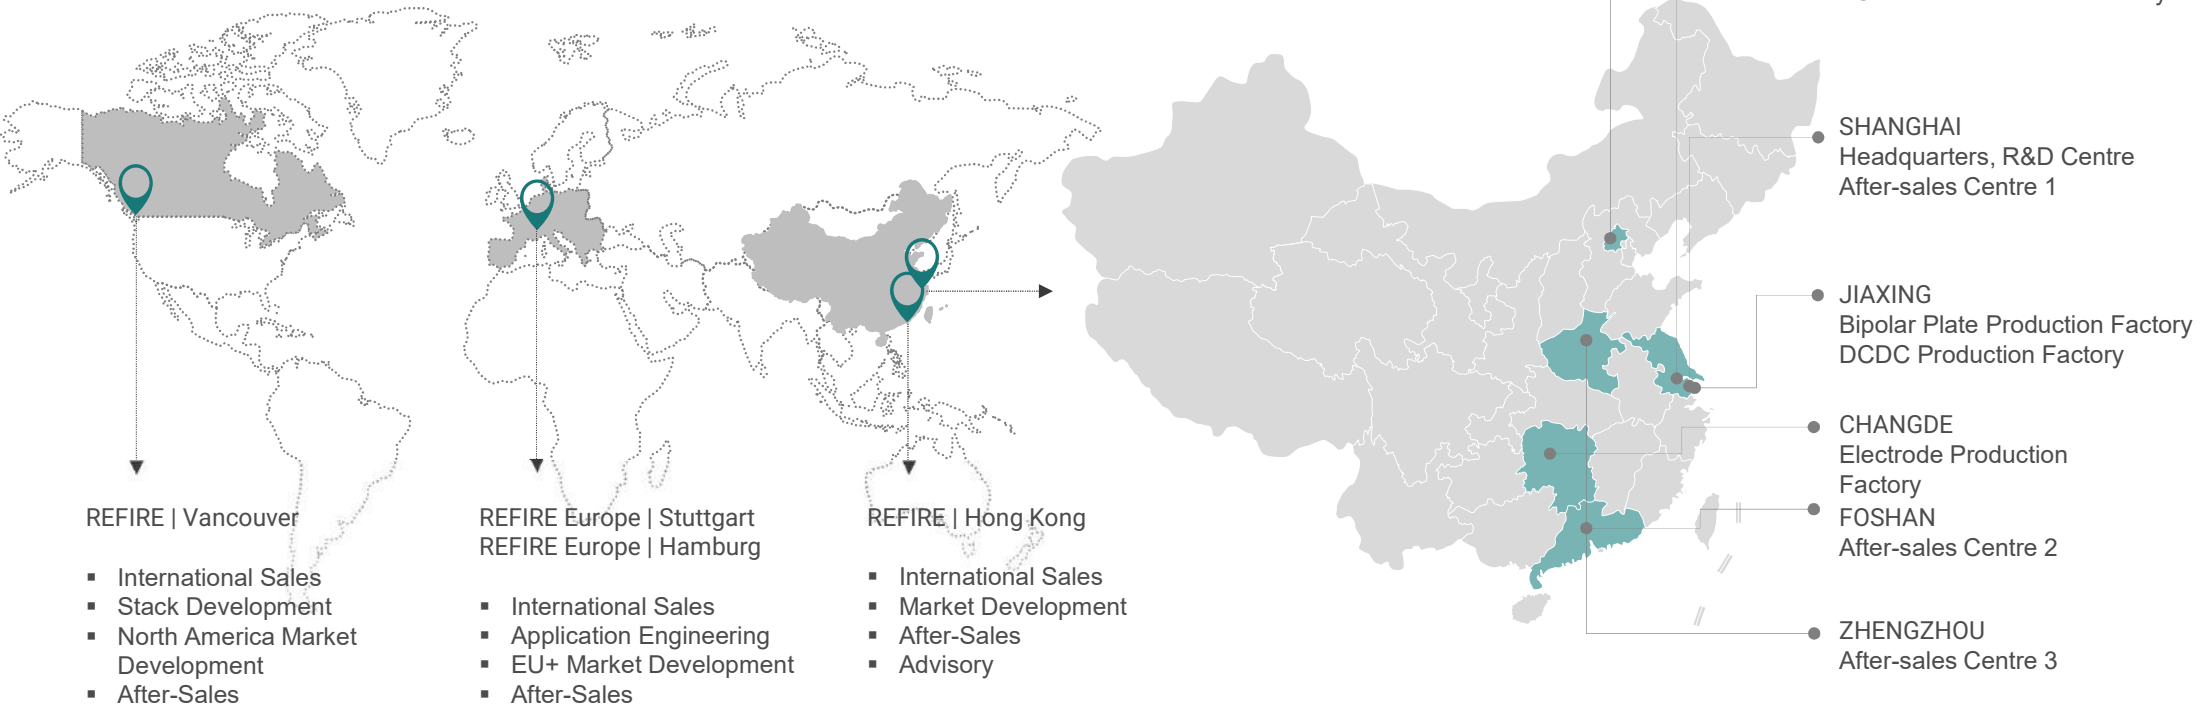 SHANGHAI
Headquarters, R&D Centre
After-sales Centre 1
JIAXING
Bipolar Plate Production Factory
DCDC Production Factory
CHANGDE
Electrode Production
Factory
FOSHAN
After-sales Centre 2
ZHENGZHOU
After-sales Centre 3
REFIRE | Vancouver
▪ International Sales
▪ Stack Development
▪ North America Market
Development
▪ After-Sales
REFIRE Europe | Stuttgart
REFIRE Europe | Hamburg
▪ International Sales
▪ Application Engineering
▪ EU+ Market Development
▪ After-Sales
REFIRE | Hong Kong
▪ International Sales
▪ Market Development
▪ After-Sales
▪ Advisory